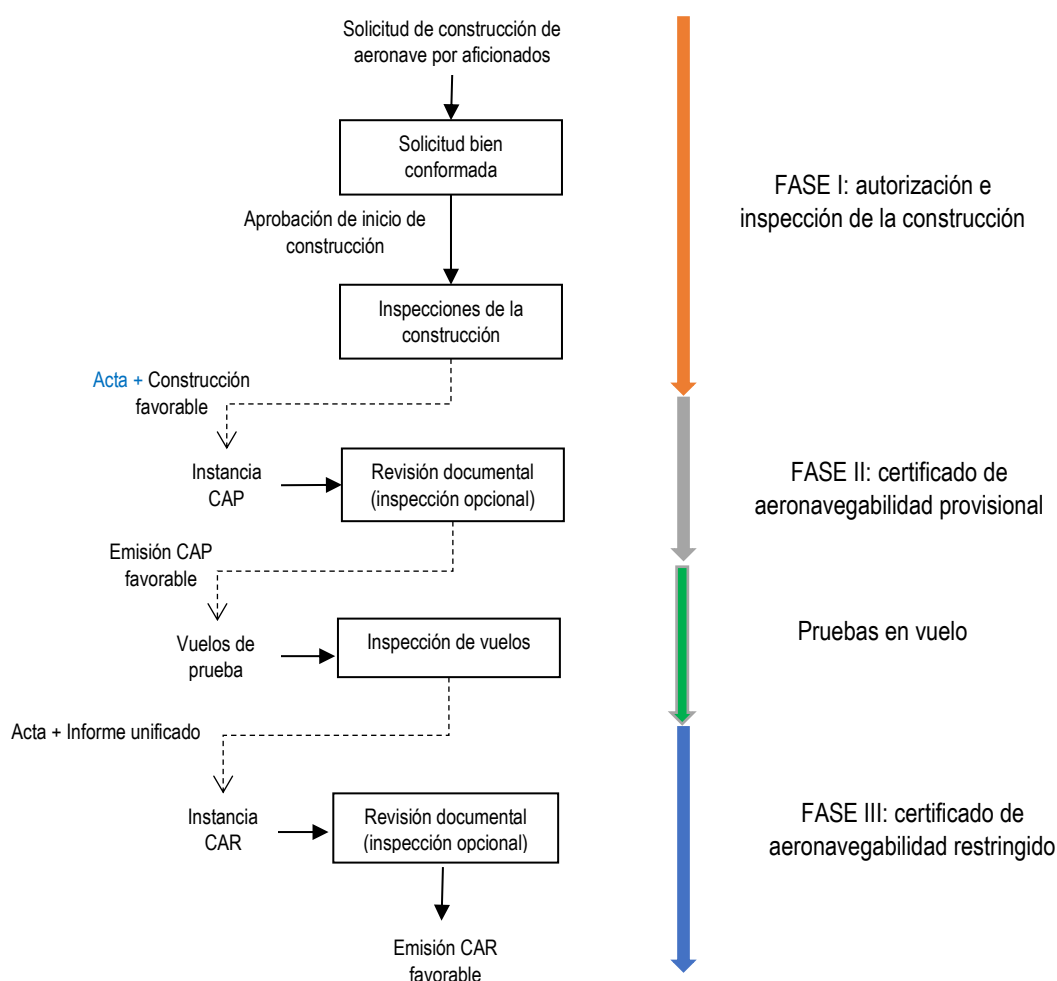 Solicitud de construcción de
aeronave por aficionados
Solicitud bien
conformada
FASE I: autorización e
inspección de la construcción
Aprobación de inicio de
construcción
Inspecciones de la
construcción
Acta + Construcción
favorable
Instancia
CAP
Revisión documental
(inspección opcional)
FASE II: certificado de
aeronavegabilidad provisional
Emisión CAP
favorable
Vuelos de
prueba
Inspección de vuelos
Pruebas en vuelo
Acta + Informe unificado
Instancia
CAR
Revisión documental
(inspección opcional)
FASE III: certificado de
aeronavegabilidad restringido
Emisión CAR
favorable